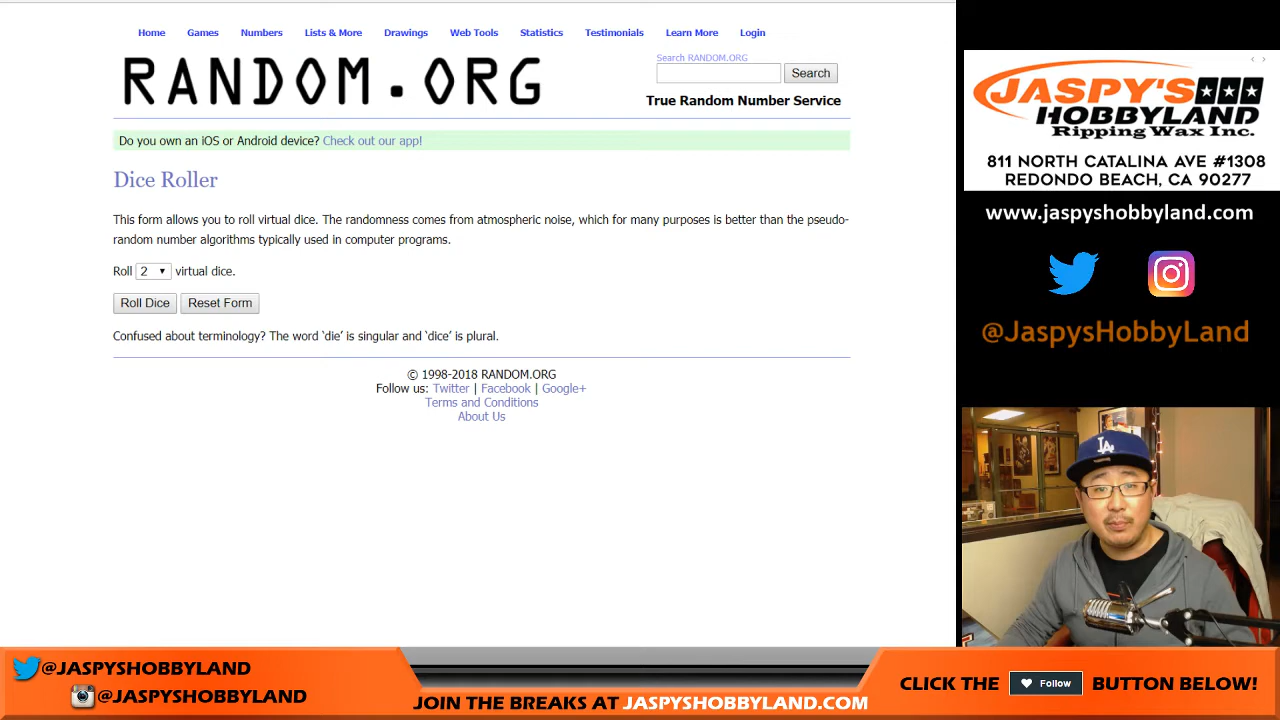 Home Games Numbers Lists & More Drawings Web Tools Statistics Testimonials Learn More Login
RANDOM.ORG
Search RANDOM.ORG
Search
True Random Number Service
Do you own an iOS or Android device? Check out our app!
Dice Roller
This form allows you to roll virtual dice. The randomness comes from atmospheric noise, which for many purposes is better than the pseudo-
random number algorithms typically used in computer programs.
Roll 2 virtual dice.
Roll Dice Reset Form
Confused about terminology? The word ‘die’ is singular and ‘dice’ is plural.
© 1998-2018 RANDOM.ORG
Follow us: Twitter | Facebook | Google+
Terms and Conditions
About Us
JASPY'S
HOBBYLAND
Ripping Wax Inc.
811 NORTH CATALINA AVE #1308
REDONDO BEACH, CA 90277
www.jaspyshobbyland.com
@JaspysHobbyLand
LA
@JASPYSHOBBYLAND
@JASPYSHOBBYLAND
JOIN THE BREAKS AT JASPYSHOBBYLAND.COM
CLICK THE Follow BUTTON BELOW!